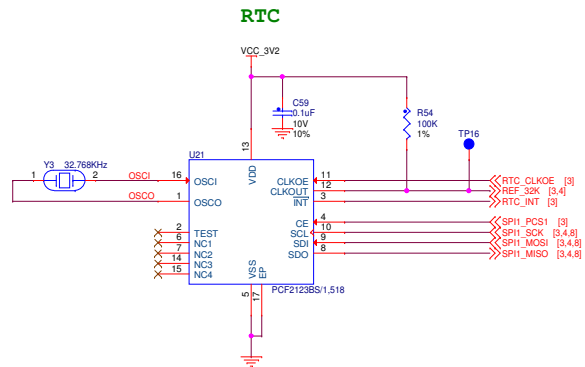 RTC
VCC_3V2
C59
0.1uF
10V
10%
R54
100K
1%
TP16
13
U21
Y3 32.768KHz
1 2 OSCI 16 OSCI
OSCO 1 OSCO
VDD
CLKOE 11 RTC_CLKOE [3]
CLKOUT 12 REF_32K [3,4]
INT 3 RTC_INT [3]
CE 4 SPI1_PCS1 [3]
SCL 10 SPI1_SCK [3,4,8]
SDI 9 SPI1_MOSI [3,4,8]
SDO 8 SPI1_MISO [3,4,8]
2 TEST
6 NC1
7 NC2
14 NC3
15 NC4
VSS
EP
5
17
PCF2123BS/1,518